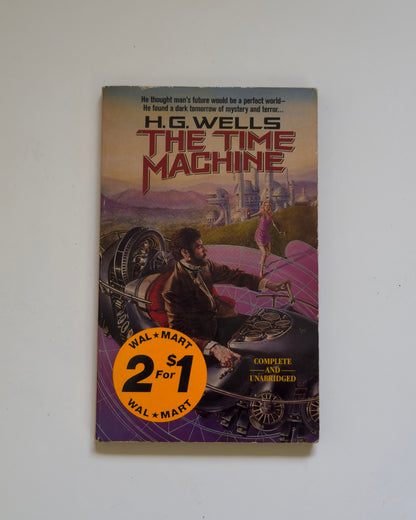 He thought man's future would be a perfect world—
He found a dark tomorrow of mystery and terror...
H.G. WELLS
THE TIME
MACHINE
WAL★MART
2 For $1
WAL★MART
COMPLETE
—AND—
UNABRIDGED